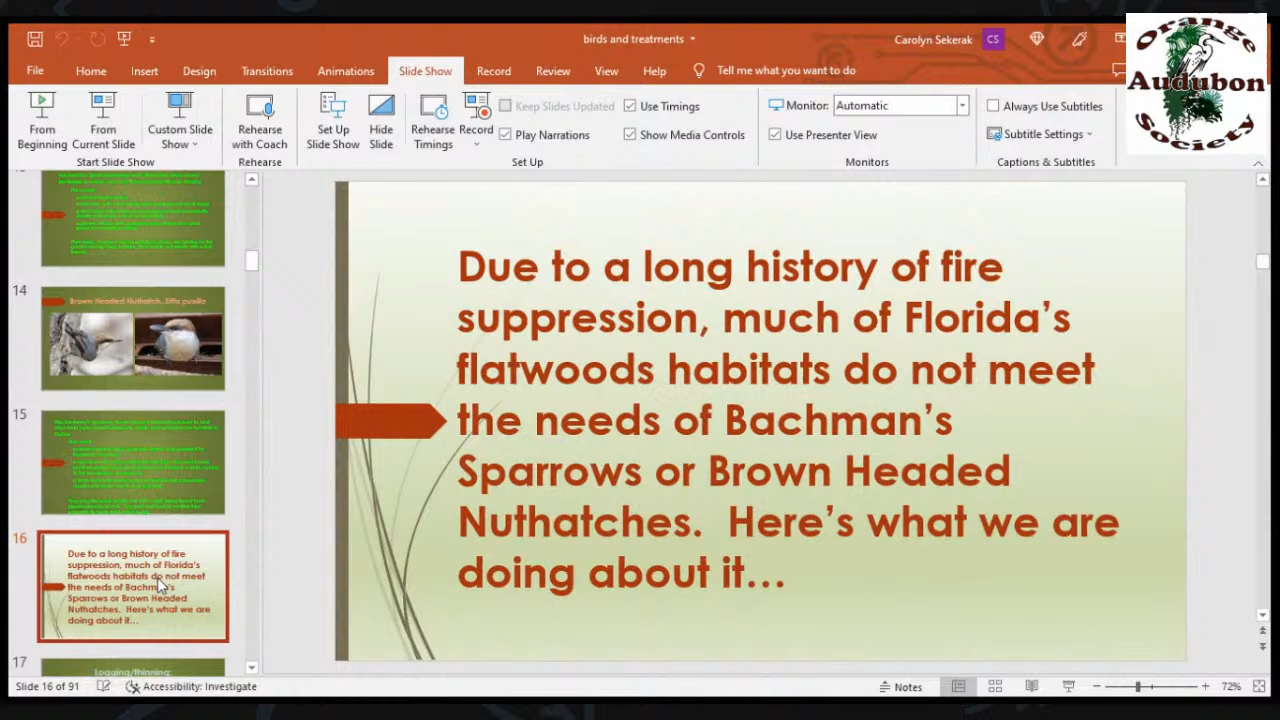 birds and treatments
Carolyn Sekerak
CS
File
Home
Insert
Design
Transitions
Animations
Slide Show
Record
Review
View
Help
Tell me what you want to do
From Beginning
From Current Slide
Custom Slide Show
Start Slide Show
Rehearse with Coach
Rehearse
Set Up Slide Show
Hide Slide
Rehearse Timings
Record
Keep Slides Updated
Use Timings
Play Narrations
Show Media Controls
Set Up
Monitor:
Automatic
Use Presenter View
Monitors
Always Use Subtitles
Subtitle Settings
Captions & Subtitles
Orange
Audubon
Society
14
Brown Headed Nuthatch, Sitta pusilla
15
16
Due to a long history of fire
suppression, much of Florida's
flatwoods habitats do not meet
the needs of Bachman's
Sparrows or Brown Headed
Nuthatches. Here's what we are
doing about it...
17
Logging/thinning:
Due to a long history of fire
suppression, much of Florida’s
flatwoods habitats do not meet
the needs of Bachman’s
Sparrows or Brown Headed
Nuthatches.  Here’s what we are
doing about it…
Slide 16 of 91
Accessibility: Investigate
Notes
72%